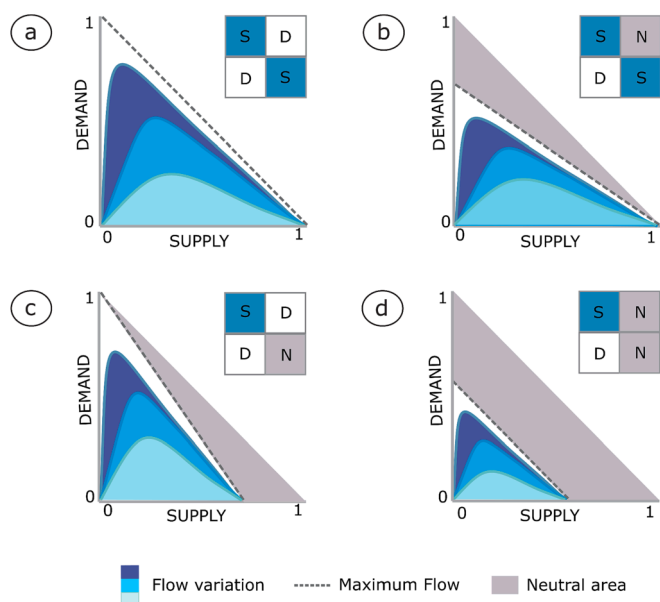 a
1
DEMAND
0
0
SUPPLY
1
S D
D S
b
1
DEMAND
0
0
SUPPLY
1
S N
D S
c
1
DEMAND
0
0
SUPPLY
1
S D
D N
d
1
DEMAND
0
0
SUPPLY
1
S N
D N
Flow variation
Maximum Flow
Neutral area